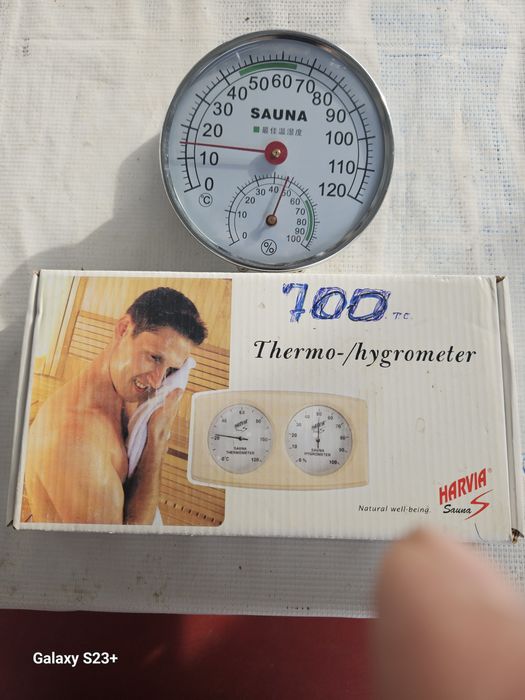 0 10 20 30 40 50 60 70 80 90 100 110 120
SAUNA
最佳温湿度
℃
0 10 20 30 40 50 60 70 80 90 100
%
700 т.с.
Thermo-/hygrometer
SAUNA
THERMOMETER
SAUNA
HYGROMETER
HARVIA®
Natural well-being.
Sauna
Galaxy S23+